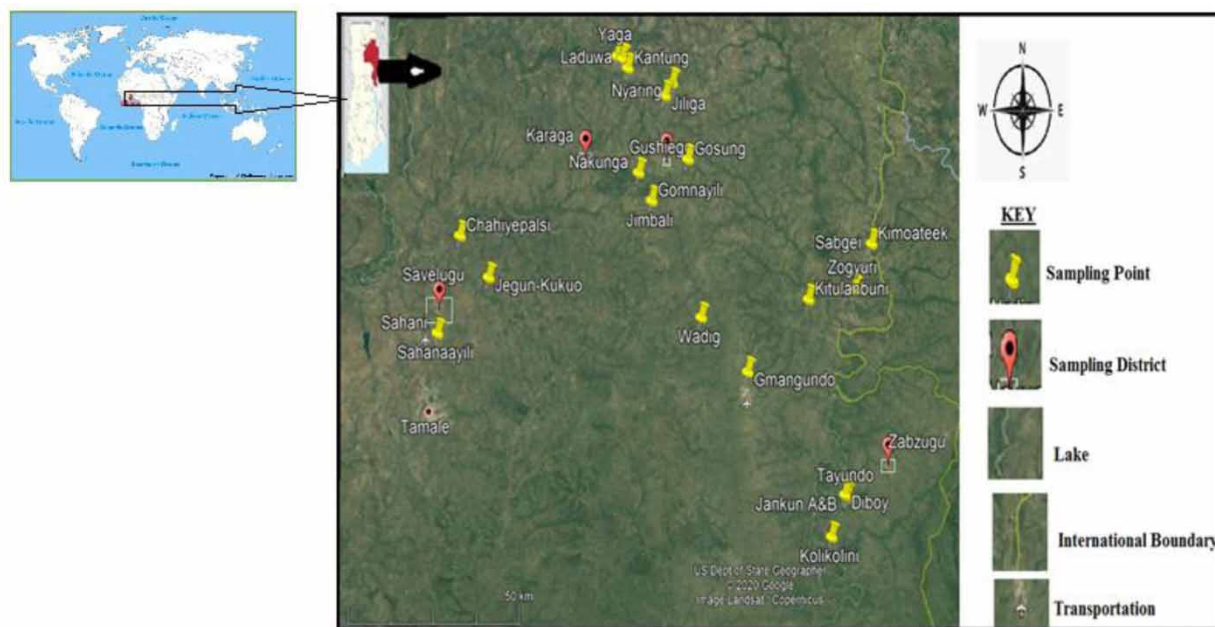 Yaga
Laduwa
Kantung
Nyaring
Jiliga
Karaga
Gushiegu
Gosung
Nakunga
Gomnayili
Jimbali
Chahiyepalsi
Sabgei
Kimoateek
Savelugu
Zogyuri
Jegun-Kukuo
Kitulanbuni
Sahani
Wadig
Sahanaayili
Gmangundo
Tamale
Zabzugu
Tayundo
Jankun A&B
Diboy
Kolikolini
US Dept of State Geographer
© 2020 Google
Image Landsat / Copernicus
50 km
N
W
E
S
KEY
Sampling Point
Sampling District
Lake
International Boundary
Transportation